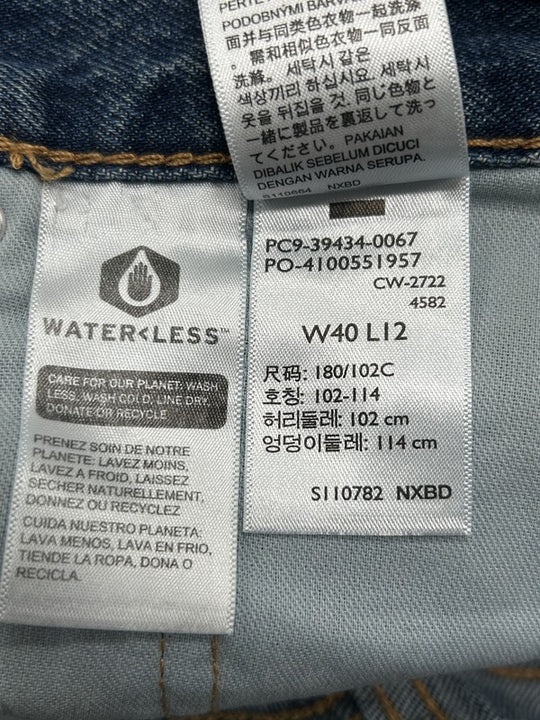 PODOBNÝMI BARVA
面并与同类色衣物一起洗涤
。需和相似色衣物一同
洗滌。세탁시 같은
색상끼리 하십시요. 세탁시
옷을 뒤집을 것. 同じ色物と
一緒に製品を裏返して洗っ
てください。PAKAIAN
DIBALIK SEBELUM DICUCI
DENGAN WARNA SERUPA.
S110664 NXBD
PC9-39434-0067
PO-4100551957
CW-2722
4582
W40 L12
尺码: 180/102C
호칭: 102-114
허리둘레: 102 cm
엉덩이둘레: 114 cm
S110782 NXBD
WATER<LESS™
CARE FOR OUR PLANET: WASH
LESS, WASH COLD, LINE DRY,
DONATE OR RECYCLE
PRENEZ SOIN DE NOTRE
PLANETE: LAVEZ MOINS,
LAVEZ A FROID, LAISSEZ
SECHER NATURELLEMENT,
DONNEZ OU RECYCLEZ
CUIDA NUESTRO PLANETA:
LAVA MENOS, LAVA EN FRIO,
TIENDE LA ROPA, DONA O
RECICLA.